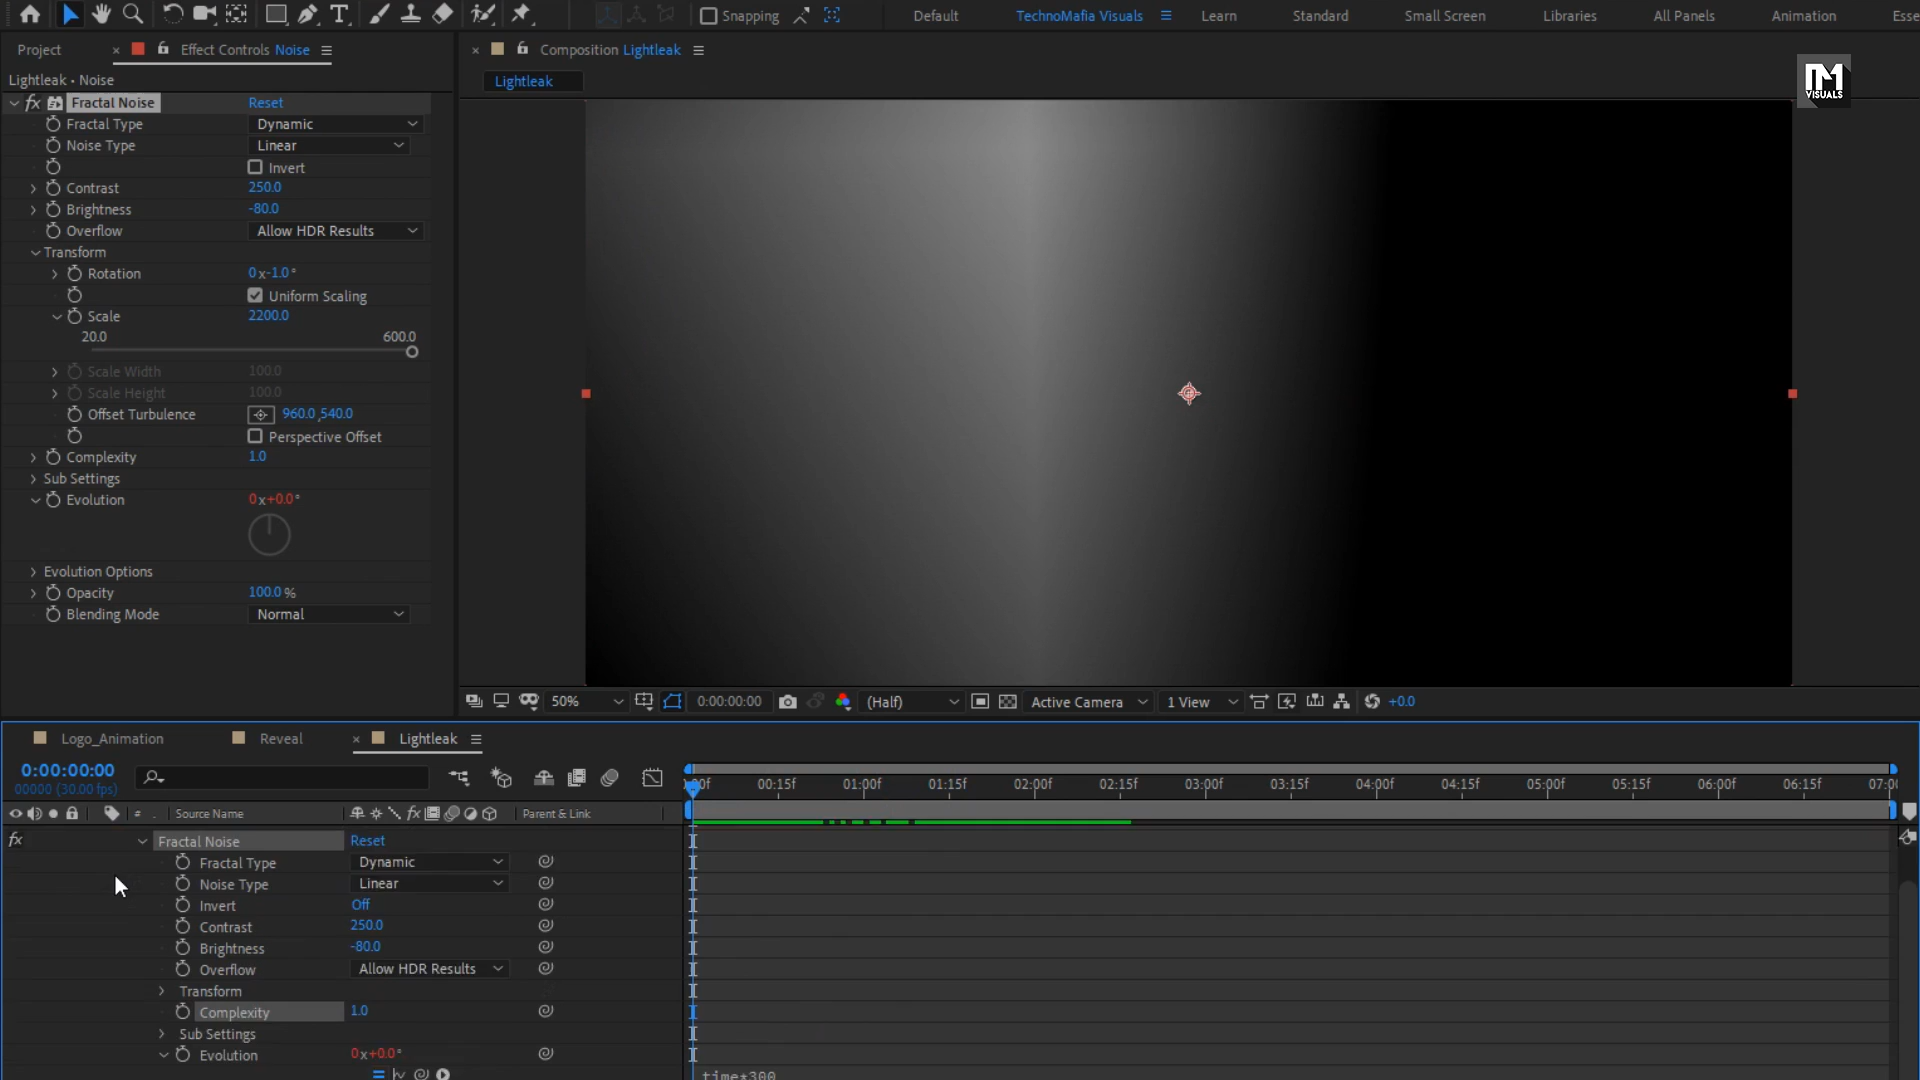 Snapping
Default
TechnoMafia Visuals
Learn
Standard
Small Screen
Libraries
All Panels
Animation
Esse
Project
Effect Controls Noise
Composition Lightleak
Lightleak • Noise
Lightleak
VISUALS
fx Fractal Noise Reset
Fractal Type Dynamic
Noise Type Linear
Invert
Contrast 250.0
Brightness -80.0
Overflow Allow HDR Results
Transform
Rotation 0x-1.0°
Uniform Scaling
Scale 2200.0
20.0 600.0
Scale Width 100.0
Scale Height 100.0
Offset Turbulence 960.0,540.0
Perspective Offset
Complexity 1.0
Sub Settings
Evolution 0x+0.0°
Evolution Options
Opacity 100.0 %
Blending Mode Normal
50% 0:00:00:00 (Half) Active Camera 1 View +0.0
Logo_Animation Reveal Lightleak
0:00:00:00
00000 (30.00 fps)
00f 00:15f 01:00f 01:15f 02:00f 02:15f 03:00f 03:15f 04:00f 04:15f 05:00f 05:15f 06:00f 06:15f 07:00
# . Source Name fx Parent & Link
fx Fractal Noise Reset
Fractal Type Dynamic
Noise Type Linear
Invert Off
Contrast 250.0
Brightness -80.0
Overflow Allow HDR Results
Transform
Complexity 1.0
Sub Settings
Evolution 0x+0.0°
time*300